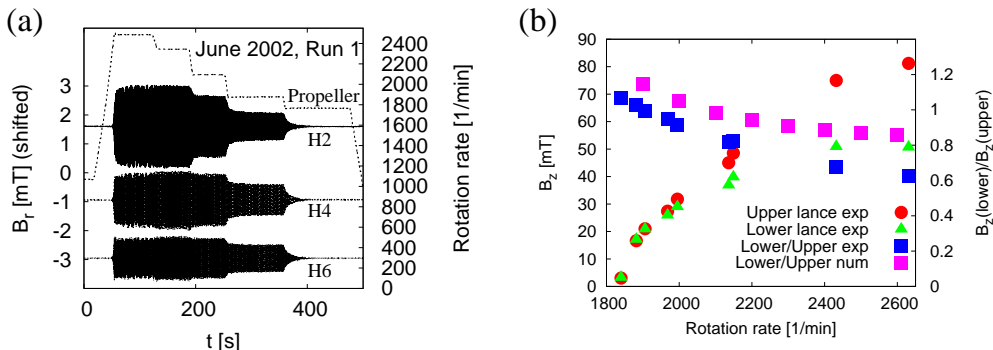 (a)
June 2002, Run 1
Propeller
H2
H4
H6
3
2
1
0
-1
-2
-3
B_r [mT] (shifted)
0
200
400
t [s]
2400
2200
2000
1800
1600
1400
1200
1000
800
600
400
200
0
Rotation rate [1/min]
(b)
90
80
70
60
50
40
30
20
10
0
B_z [mT]
Upper lance exp
Lower lance exp
Lower/Upper exp
Lower/Upper num
1800
2000
2200
2400
2600
Rotation rate [1/min]
1.2
1
0.8
0.6
0.4
0.2
0
B_z(lower)/B_z(upper)